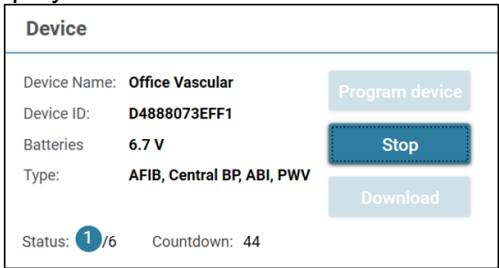 Device
Device Name: Office Vascular
Program device
Device ID: D4888073EFF1
Batteries 6.7 V
Stop
Type: AFIB, Central BP, ABI, PWV
Download
Status: 1/6 Countdown: 44